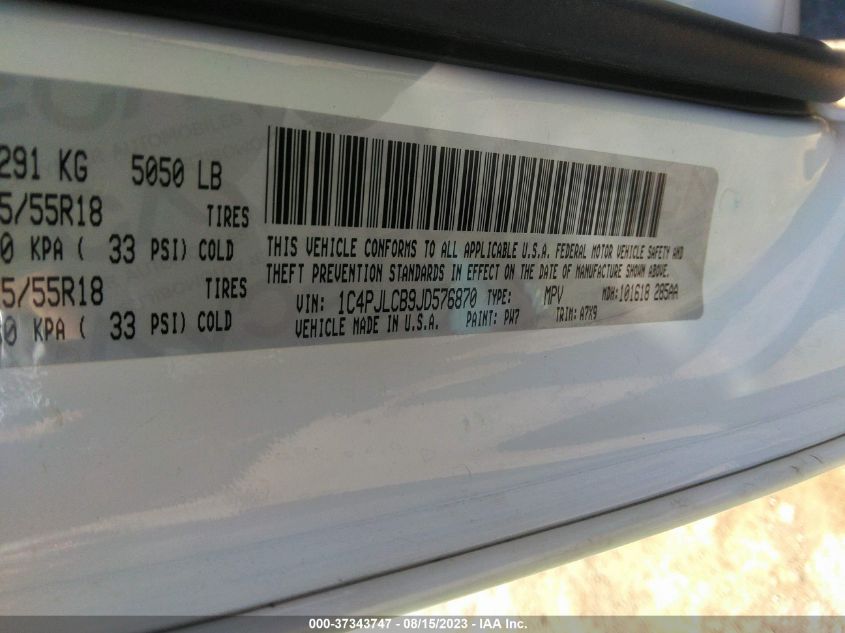 291 KG 5050 LB
5/55R18 TIRES
0 KPA ( 33 PSI) COLD
5/55R18 TIRES
0 KPA ( 33 PSI) COLD
THIS VEHICLE CONFORMS TO ALL APPLICABLE U.S.A. FEDERAL MOTOR VEHICLE SAFETY AND
THEFT PREVENTION STANDARDS IN EFFECT ON THE DATE OF MANUFACTURE SHOWN ABOVE.
VIN: 1C4PJLCB9JD576870 TYPE: MPV MDH: 101618 285AA
VEHICLE MADE IN U.S.A. PAINT: PW7 TRIM: A7X9
000-37343747 - 08/15/2023 - IAA Inc.